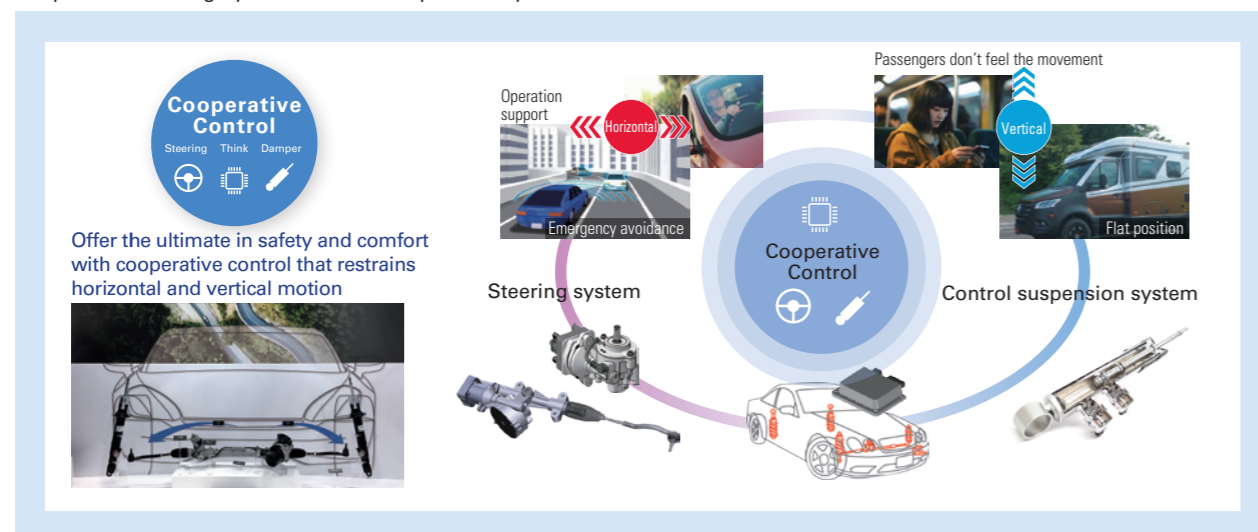 Cooperative
Control
Steering Think Damper
Offer the ultimate in safety and comfort
with cooperative control that restrains
horizontal and vertical motion
Operation
support
Horizontal
Emergency avoidance
Passengers don't feel the movement
Vertical
Flat position
Cooperative
Control
Steering system
Control suspension system